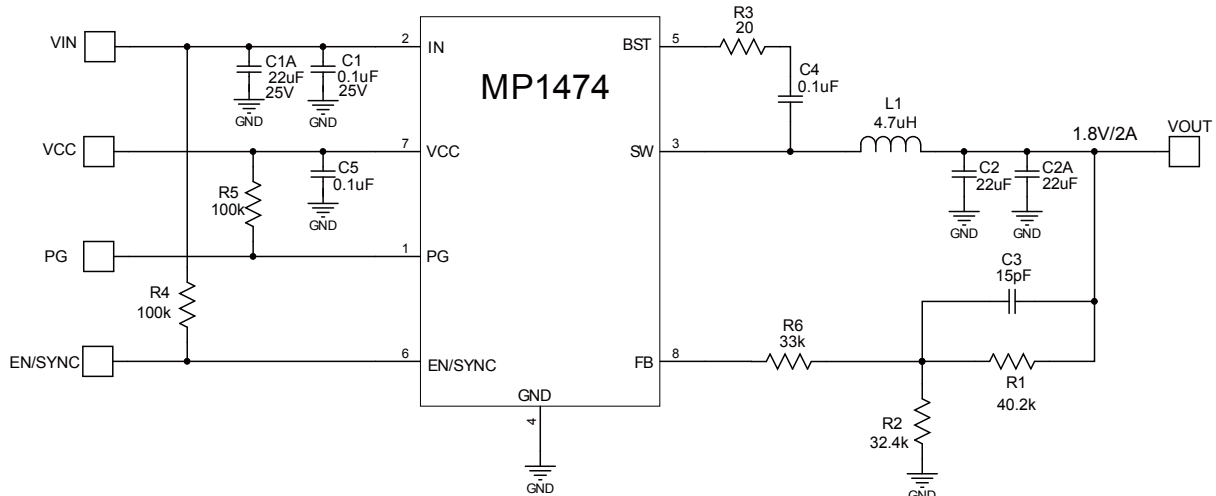 VIN
2
IN
C1A
22uF
25V
GND
C1
0.1uF
25V
GND
VCC
7
VCC
R5
100k
C5
0.1uF
GND
PG
1
PG
R4
100k
EN/SYNC
6
EN/SYNC
MP1474
GND
4
GND
BST
5
R3
20
C4
0.1uF
SW
3
L1
4.7uH
1.8V/2A
VOUT
C2
22uF
GND
C2A
22uF
GND
C3
15pF
FB
8
R6
33k
R1
40.2k
R2
32.4k
GND